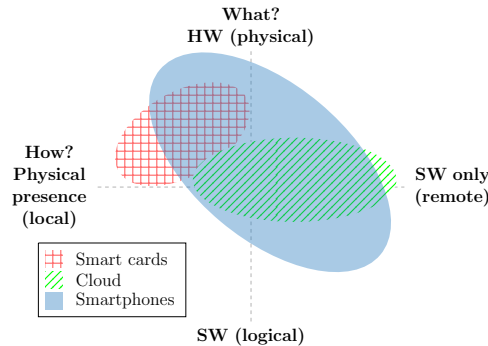 What?
HW (physical)
How?
Physical
presence
(local)
SW only
(remote)
Smart cards
Cloud
Smartphones
SW (logical)